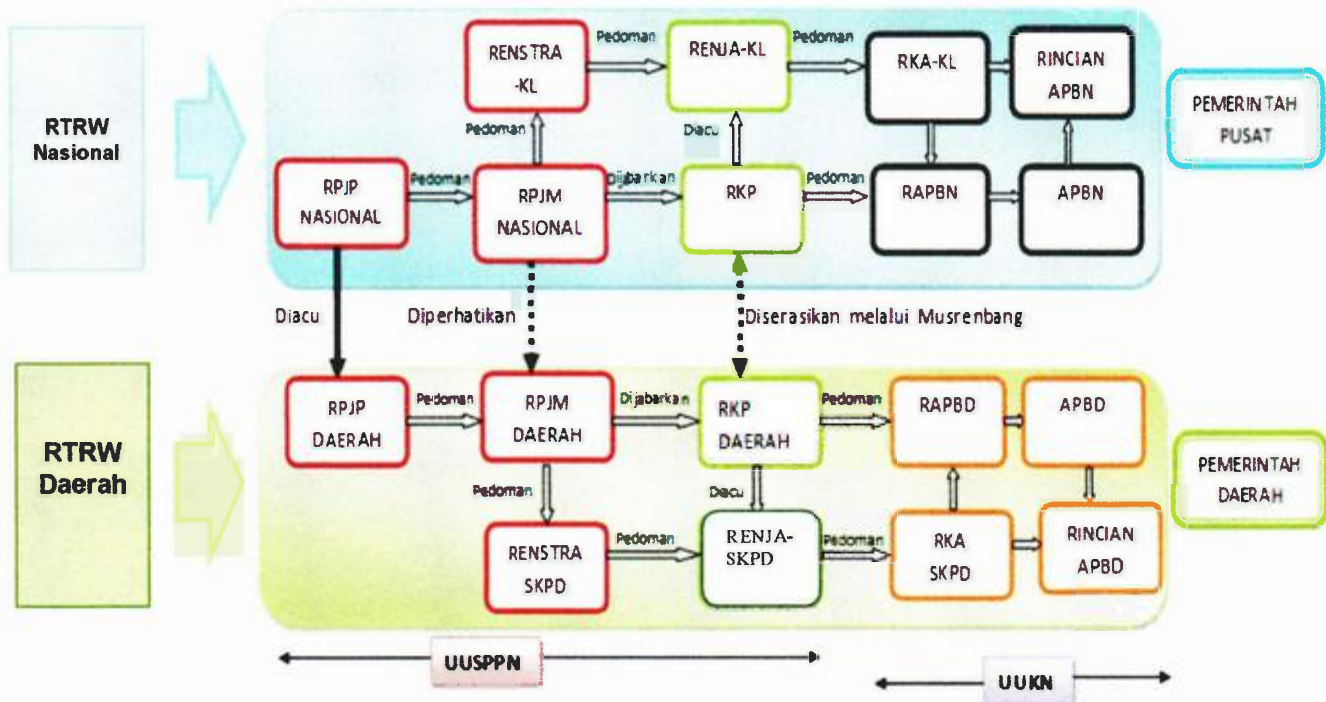 RTRW
Nasional
RENSTRA
-KL
Pedoman
RENJA-KL
Pedoman
RKA-KL
RINCIAN
APBN
PEMERINTAH
PUSAT
Pedoman
Diacu
RPJP
NASIONAL
Pedoman
RPJM
NASIONAL
Dijabarkan
RKP
Pedoman
RAPBN
APBN
Diacu
Diperhatikan
Diserasikan melalui Musrenbang
RTRW
Daerah
RPJP
DAERAH
Pedoman
RPJM
DAERAH
Dijabarkan
RKP
DAERAH
Pedoman
RAPBD
APBD
PEMERINTAH
DAERAH
Pedoman
Diacu
RENSTRA
SKPD
Pedoman
RENJA-
SKPD
Pedoman
RKA
SKPD
RINCIAN
APBD
UUSPPN
UUKN